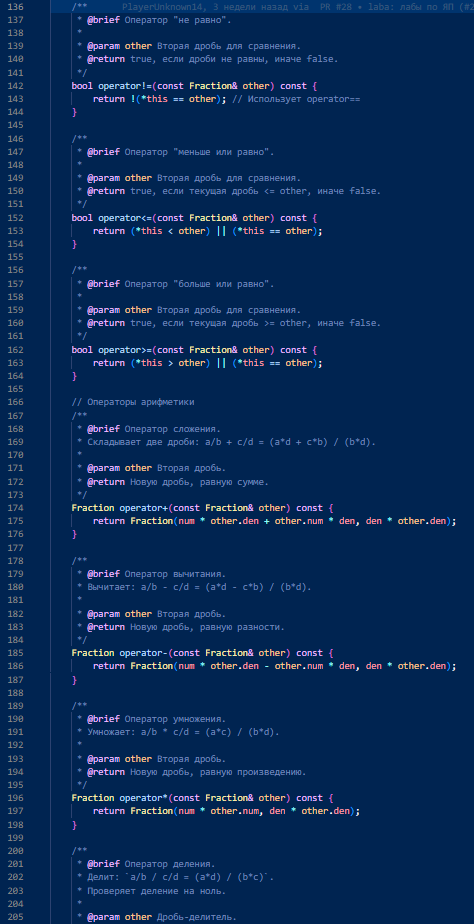 136 /** PlayerUnknown14, 3 недели назад via PR #28 • laba: лабы по ЯП (#2
137 * @brief Оператор "не равно".
138 *
139 * @param other Вторая дробь для сравнения.
140 * @return true, если дроби не равны, иначе false.
141 */
142 bool operator!=(const Fraction& other) const {
143 return !(*this == other); // Использует operator==
144 }
145
146 /**
147 * @brief Оператор "меньше или равно".
148 *
149 * @param other Вторая дробь для сравнения.
150 * @return true, если текущая дробь <= other, иначе false.
151 */
152 bool operator<=(const Fraction& other) const {
153 return (*this < other) || (*this == other);
154 }
155
156 /**
157 * @brief Оператор "больше или равно".
158 *
159 * @param other Вторая дробь для сравнения.
160 * @return true, если текущая дробь >= other, иначе false.
161 */
162 bool operator>=(const Fraction& other) const {
163 return (*this > other) || (*this == other);
164 }
165
166 // Операторы арифметики
167 /**
168 * @brief Оператор сложения.
169 * Складывает две дроби: a/b + c/d = (a*d + c*b) / (b*d).
170 *
171 * @param other Вторая дробь.
172 * @return Новую дробь, равную сумме.
173 */
174 Fraction operator+(const Fraction& other) const {
175 return Fraction(num * other.den + other.num * den, den * other.den);
176 }
177
178 /**
179 * @brief Оператор вычитания.
180 * Вычитает: a/b - c/d = (a*d - c*b) / (b*d).
181 *
182 * @param other Вторая дробь.
183 * @return Новую дробь, равную разности.
184 */
185 Fraction operator-(const Fraction& other) const {
186 return Fraction(num * other.den - other.num * den, den * other.den);
187 }
188
189 /**
190 * @brief Оператор умножения.
191 * Умножает: a/b * c/d = (a*c) / (b*d).
192 *
193 * @param other Вторая дробь.
194 * @return Новую дробь, равную произведению.
195 */
196 Fraction operator*(const Fraction& other) const {
197 return Fraction(num * other.num, den * other.den);
198 }
199
200 /**
201 * @brief Оператор деления.
202 * Делит: `a/b / c/d = (a*d) / (b*c)`.
203 * Проверяет деление на ноль.
204 *
205 * @param other Дробь-делитель.